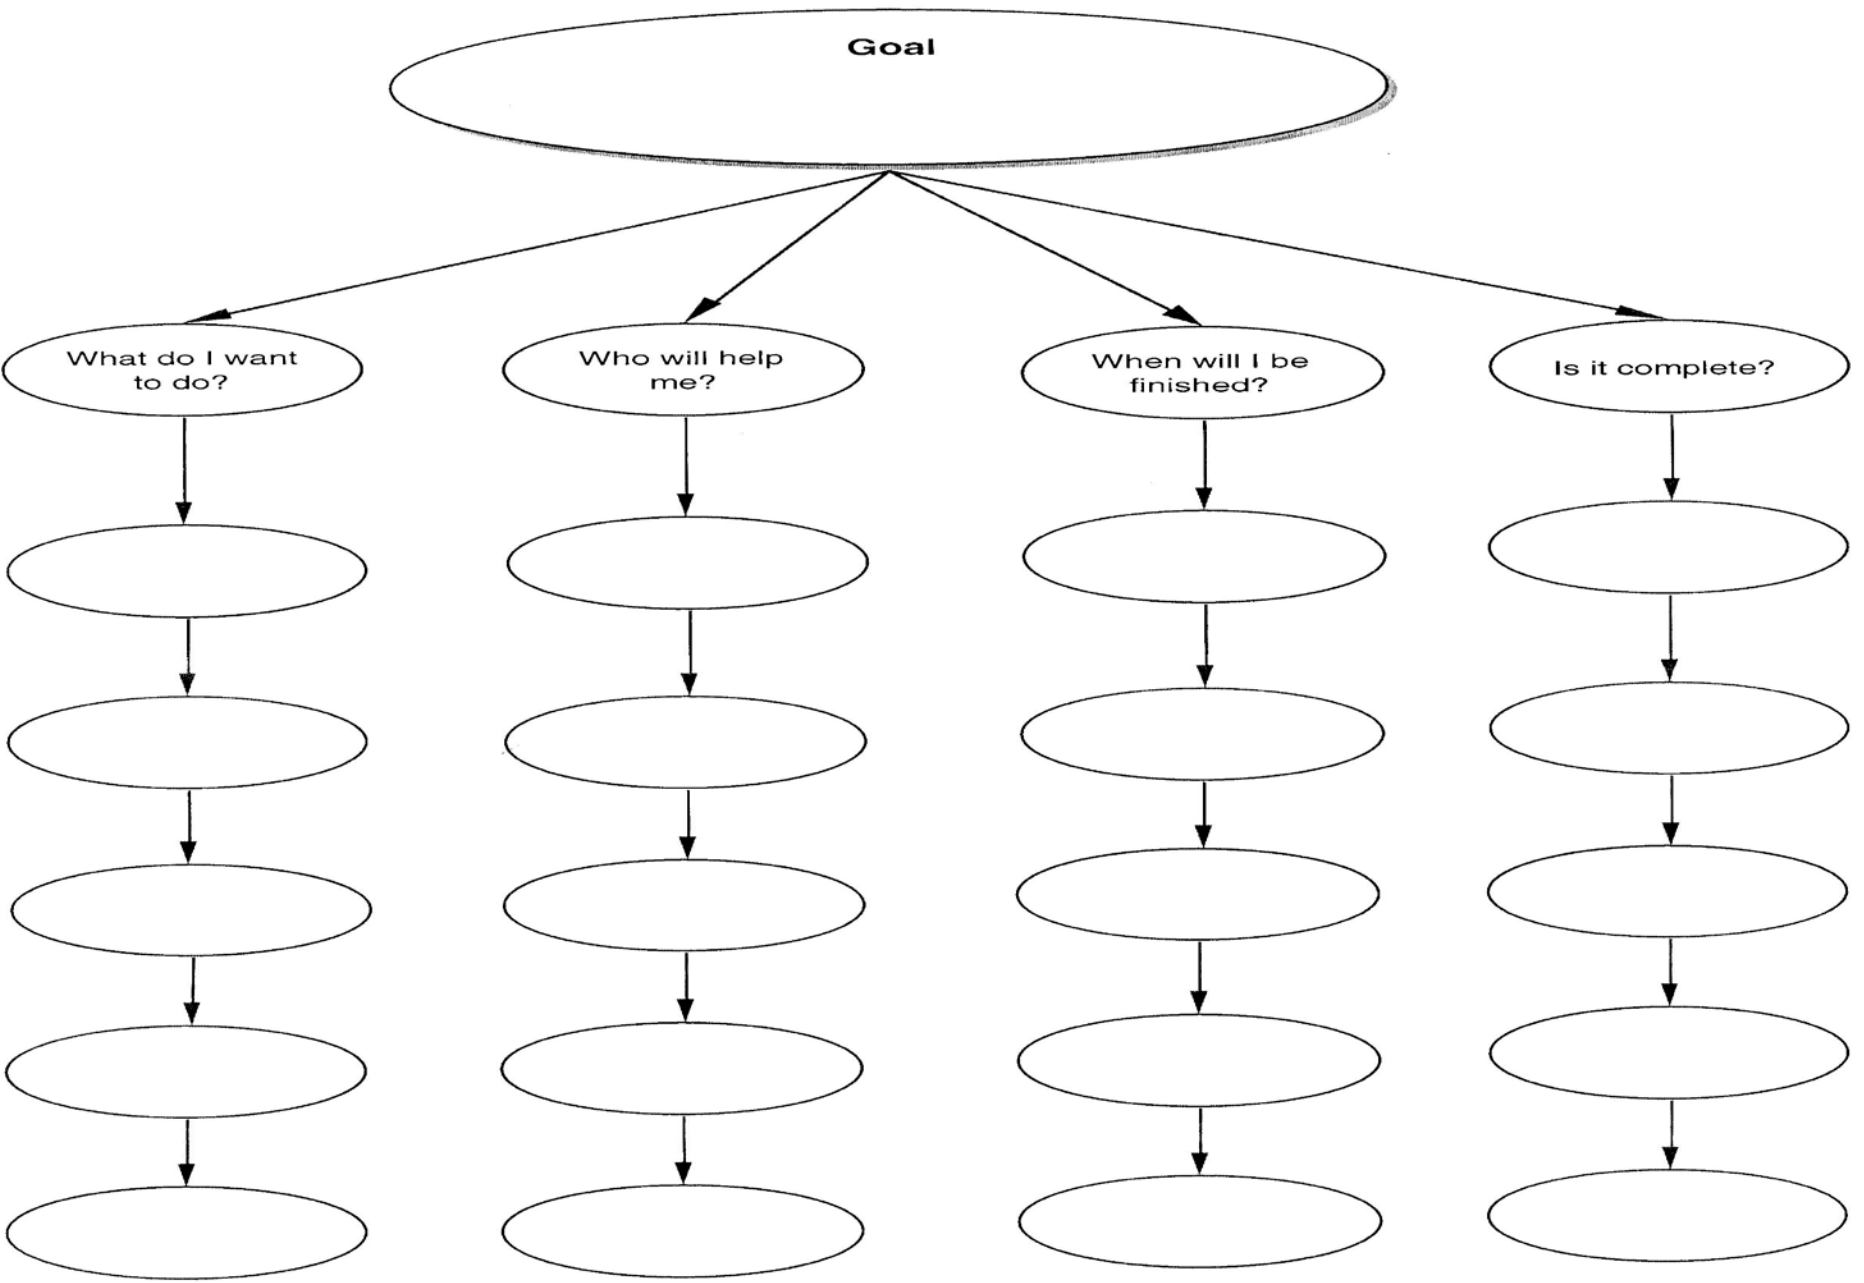 Goal
What do I want
to do?
Who will help
me?
When will I be
finished?
Is it complete?